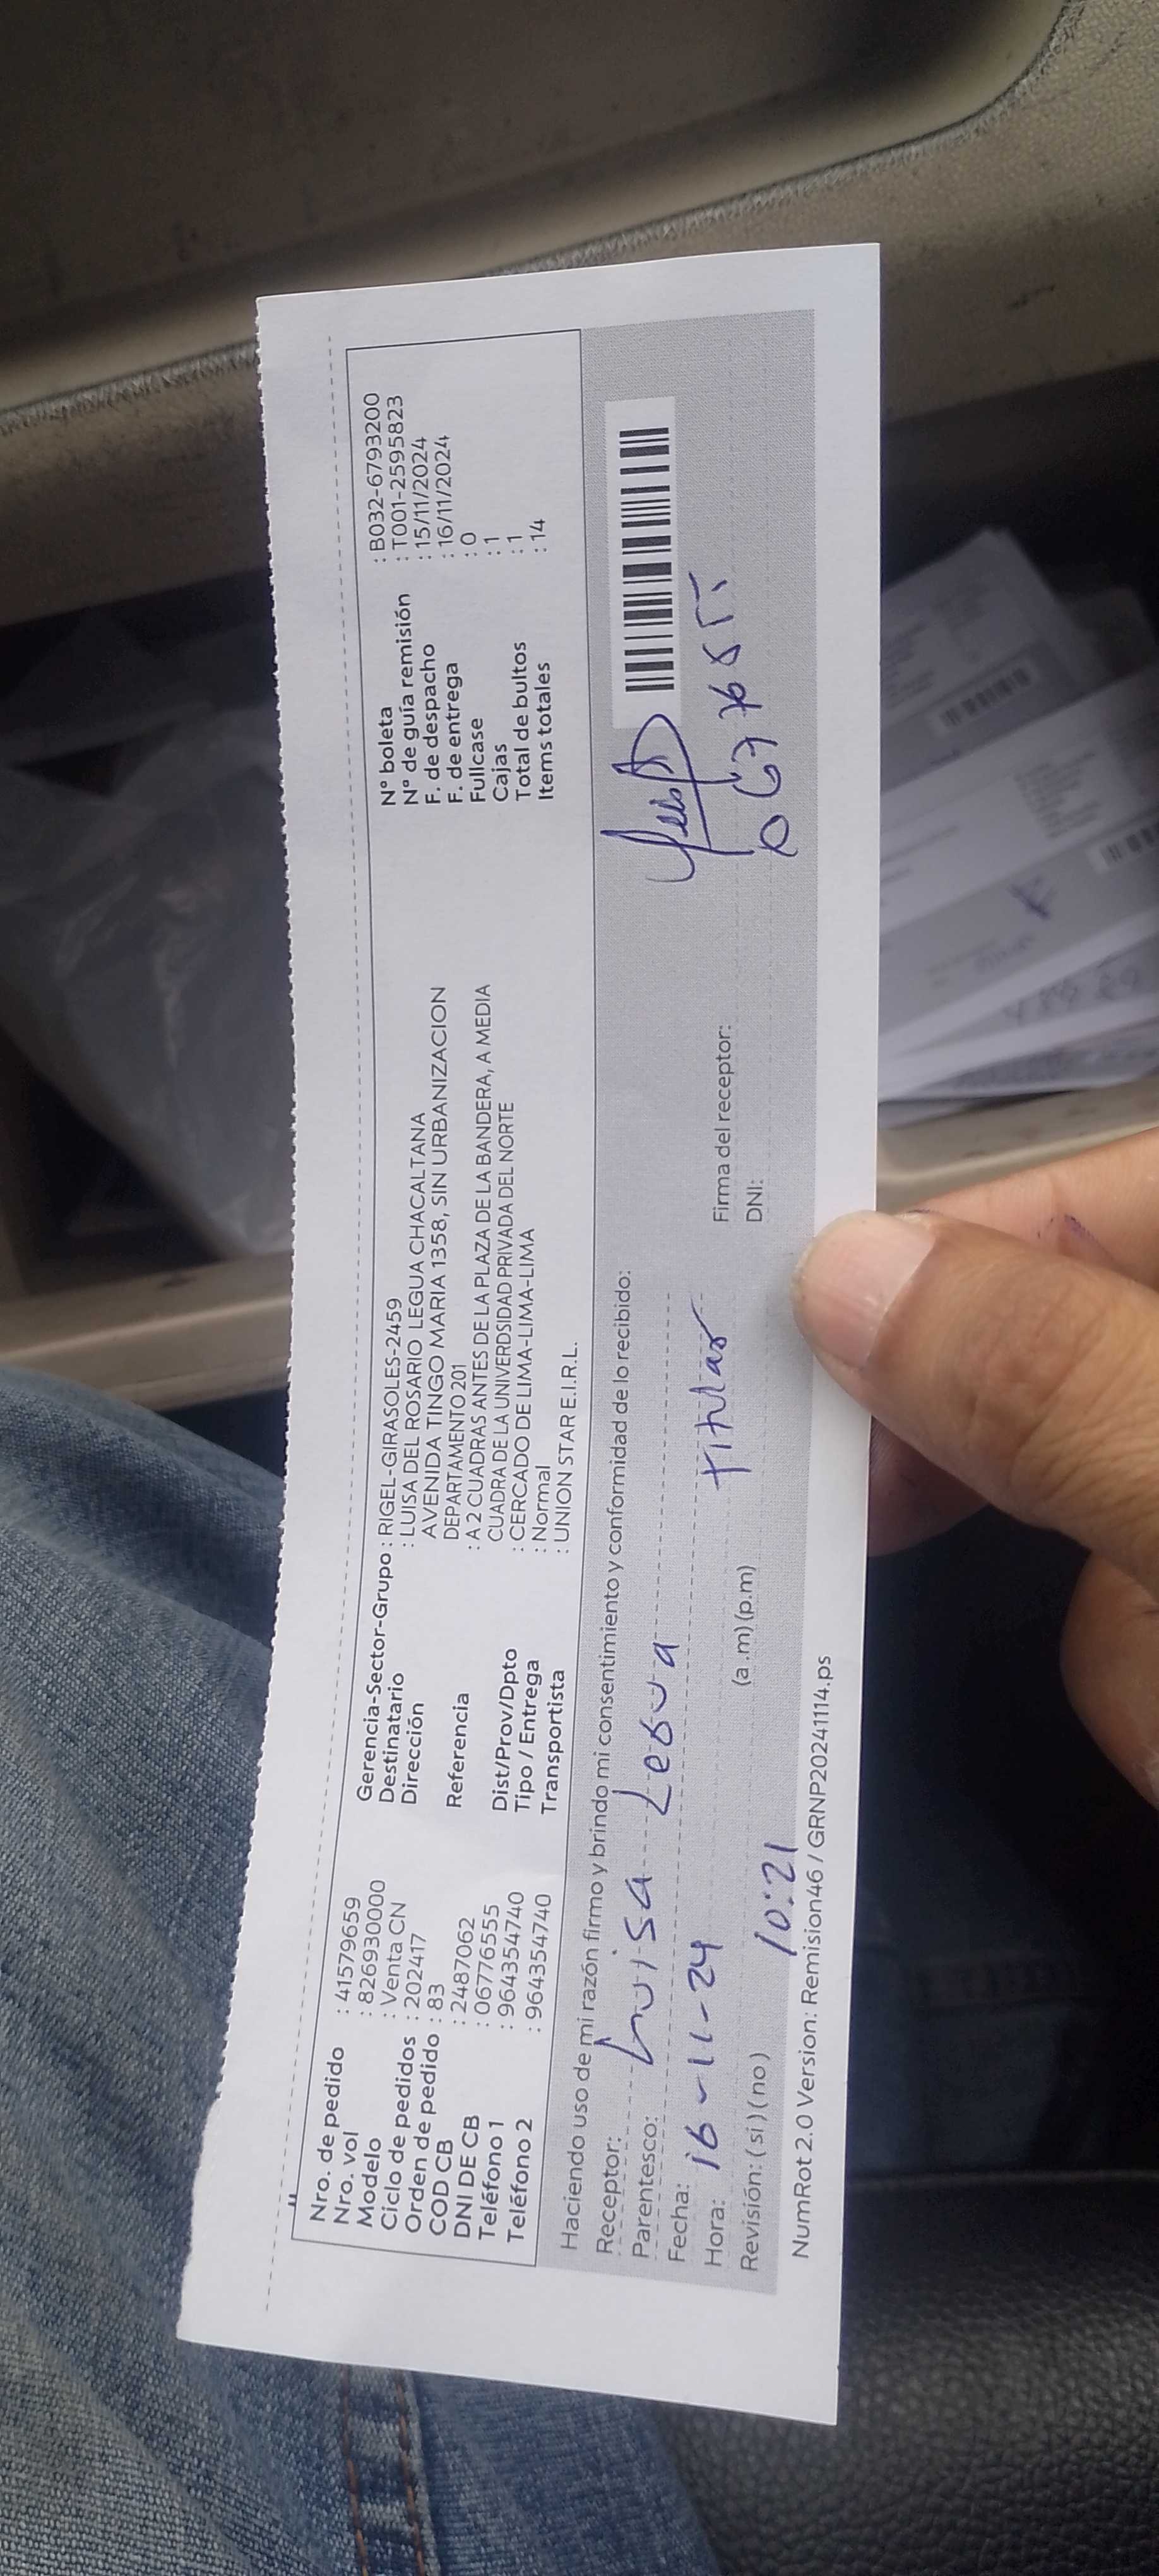 Nro. de pedido : 41579659
Nro. vol : 8269300000
Modelo : Venta CN
Ciclo de pedidos : 202417
Orden de pedido : 83
COD CB : 2487062
DNI DE CB : 06776555
Teléfono 1 : 964354740
Teléfono 2 : 964354740
Gerencia-Sector-Grupo : RIGEL-GIRASOLES-2459
Destinatario : LUISA DEL ROSARIO LEGUA CHACALTANA
Dirección AVENIDA TINGO MARIA 1358, SIN URBANIZACION
DEPARTAMENTO 201
Referencia : A 2 CUADRAS ANTES DE LA PLAZA DE LA BANDERA, A MEDIA
CUADRA DE LA UNIVERDSIDAD PRIVADA DEL NORTE
Dist/Prov/Dpto : CERCADO DE LIMA-LIMA-LIMA
Tipo / Entrega : Normal
Transportista : UNION STAR E.I.R.L.
N° boleta : B032-6793200
N° de guía remisión : T001-2595823
F. de despacho : 15/11/2024
F. de entrega : 16/11/2024
Fullcase : 0
Cajas : 1
Total de bultos : 1
Items totales : 14
Haciendo uso de mi razón firmo y brindo mi consentimiento y conformidad de lo recibido:
Receptor: Luisa Legua
Parentesco: titular
Fecha: 16-11-24
Hora: 10:21 (a.m) (p.m)
Revisión: (si) (no)
Firma del receptor:
DNI: 06776555
NumRot 2.0 Version: Remision46 / GRNP20241114.ps